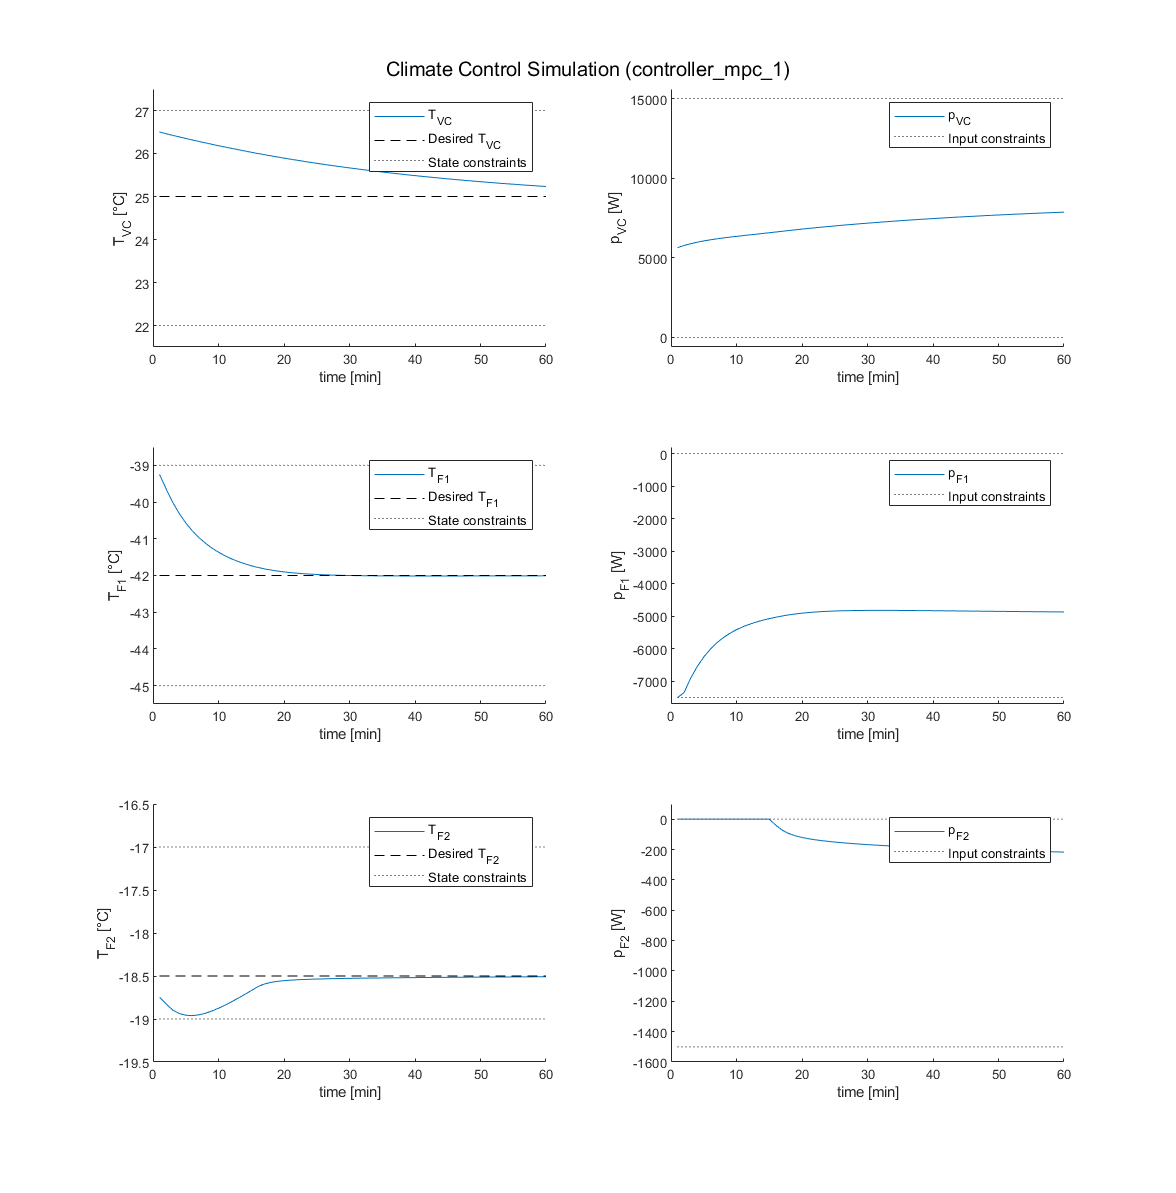 Climate Control Simulation (controller_mpc_1)
T_VC [°C]
27
26
25
24
23
22
0 10 20 30 40 50 60
time [min]
T_VC
Desired T_VC
State constraints
p_VC [W]
15000
10000
5000
0
0 10 20 30 40 50 60
time [min]
p_VC
Input constraints
T_F1 [°C]
-39
-40
-41
-42
-43
-44
-45
0 10 20 30 40 50 60
time [min]
T_F1
Desired T_F1
State constraints
p_F1 [W]
0
-1000
-2000
-3000
-4000
-5000
-6000
-7000
0 10 20 30 40 50 60
time [min]
p_F1
Input constraints
T_F2 [°C]
-16.5
-17
-17.5
-18
-18.5
-19
-19.5
0 10 20 30 40 50 60
time [min]
T_F2
Desired T_F2
State constraints
p_F2 [W]
0
-200
-400
-600
-800
-1000
-1200
-1400
-1600
0 10 20 30 40 50 60
time [min]
p_F2
Input constraints